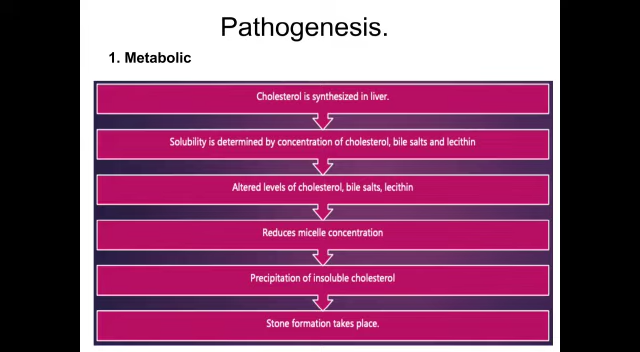 Pathogenesis.
1. Metabolic
Cholesterol is synthesized in liver.
Solubility is determined by concentration of cholesterol, bile salts and lecithin
Altered levels of cholesterol, bile salts, lecithin
Reduces micelle concentration
Precipitation of insoluble cholesterol
Stone formation takes place.